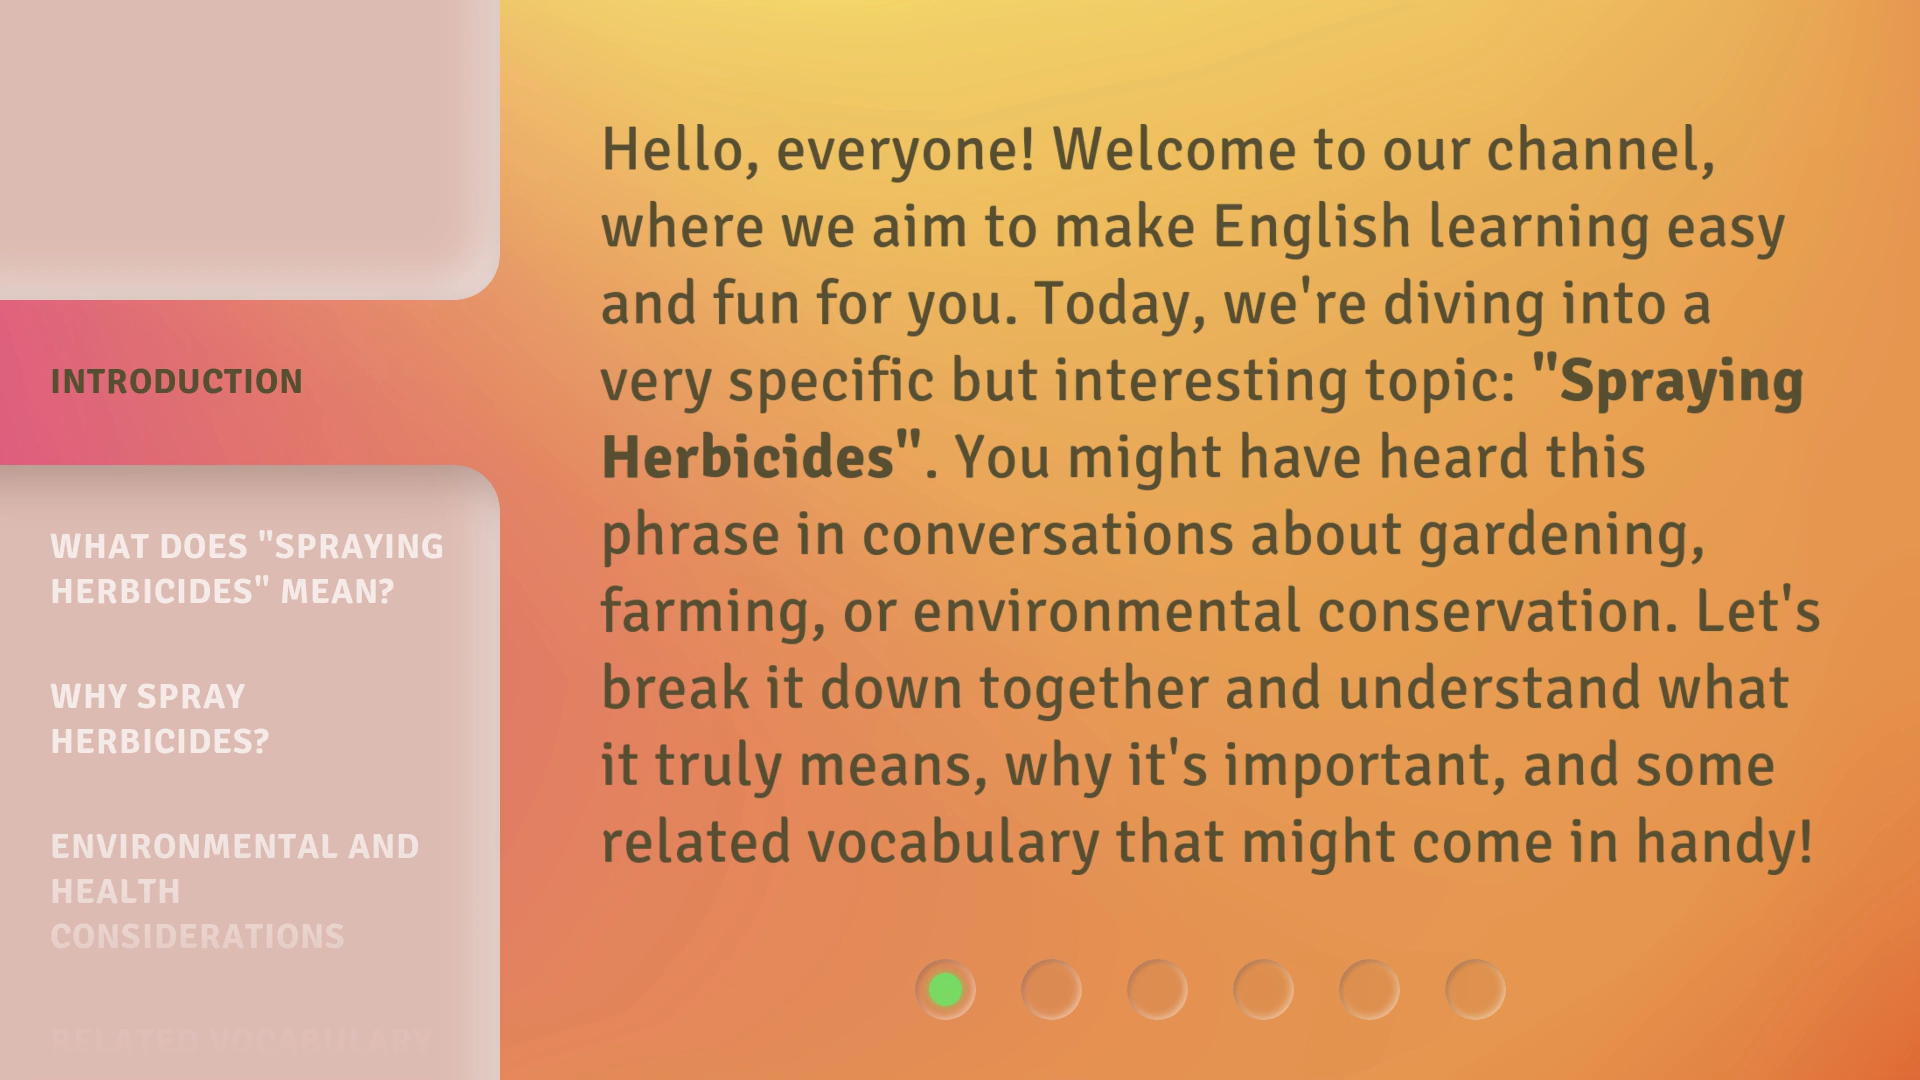 INTRODUCTION
WHAT DOES "SPRAYING
HERBICIDES" MEAN?
WHY SPRAY
HERBICIDES?
ENVIRONMENTAL AND
HEALTH
CONSIDERATIONS
RELATED VOCABULARY
Hello, everyone! Welcome to our channel,
where we aim to make English learning easy
and fun for you. Today, we're diving into a
very specific but interesting topic: "Spraying
Herbicides". You might have heard this
phrase in conversations about gardening,
farming, or environmental conservation. Let's
break it down together and understand what
it truly means, why it's important, and some
related vocabulary that might come in handy!